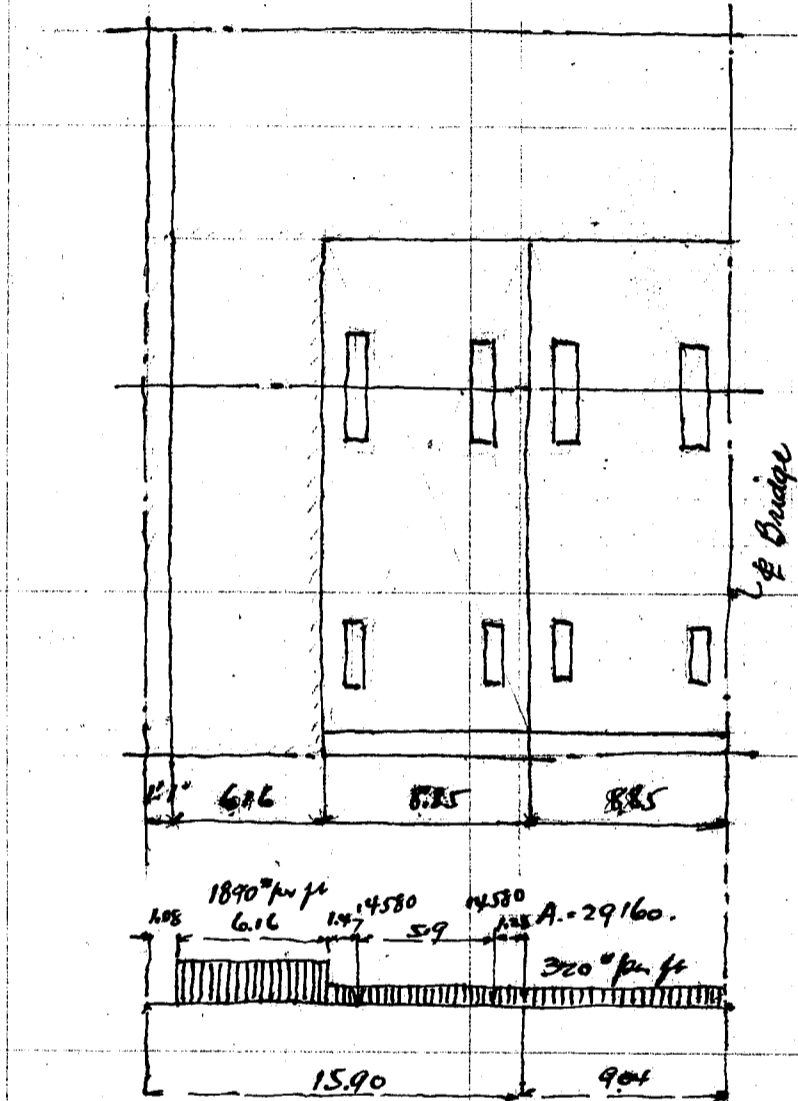 ℄ Bridge
1'1" 6.16 8.85 8.85
1890# per ft
1.08 6.16 1.47 14580 5.9 14580 A.=29160.
320# per ft
15.90 9.04